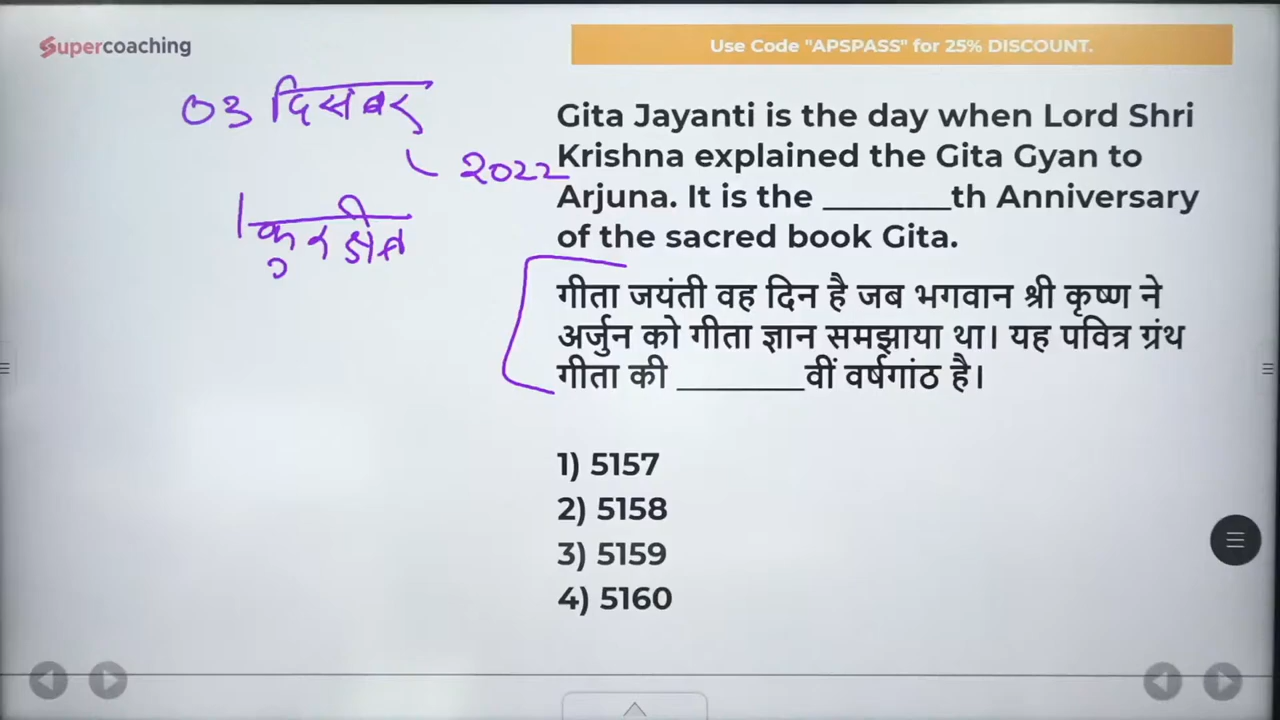 Supercoaching
Use Code "APSPASS" for 25% DISCOUNT.
03 दिसंबर
2022
Gita Jayanti is the day when Lord Shri
Krishna explained the Gita Gyan to
Arjuna. It is the ________th Anniversary
of the sacred book Gita.
गीता जयंती वह दिन है जब भगवान श्री कृष्ण ने
अर्जुन को गीता ज्ञान समझाया था। यह पवित्र ग्रंथ
गीता की ________वीं वर्षगांठ है।
1) 5157
2) 5158
3) 5159
4) 5160